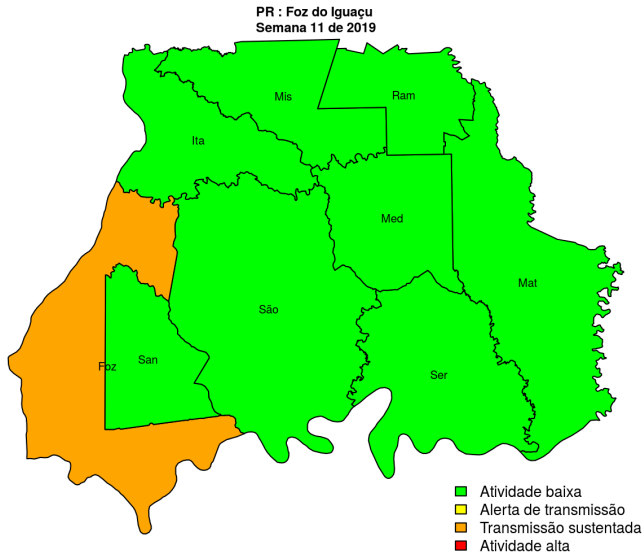 PR : Foz do Iguaçu
Semana 11 de 2019
Mis
Ram
Ita
Med
Mat
São
San
Foz
Ser
Atividade baixa
Alerta de transmissão
Transmissão sustentada
Atividade alta